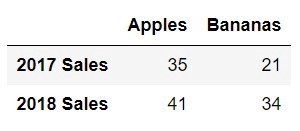 Apples Bananas
2017 Sales 35 21
2018 Sales 41 34